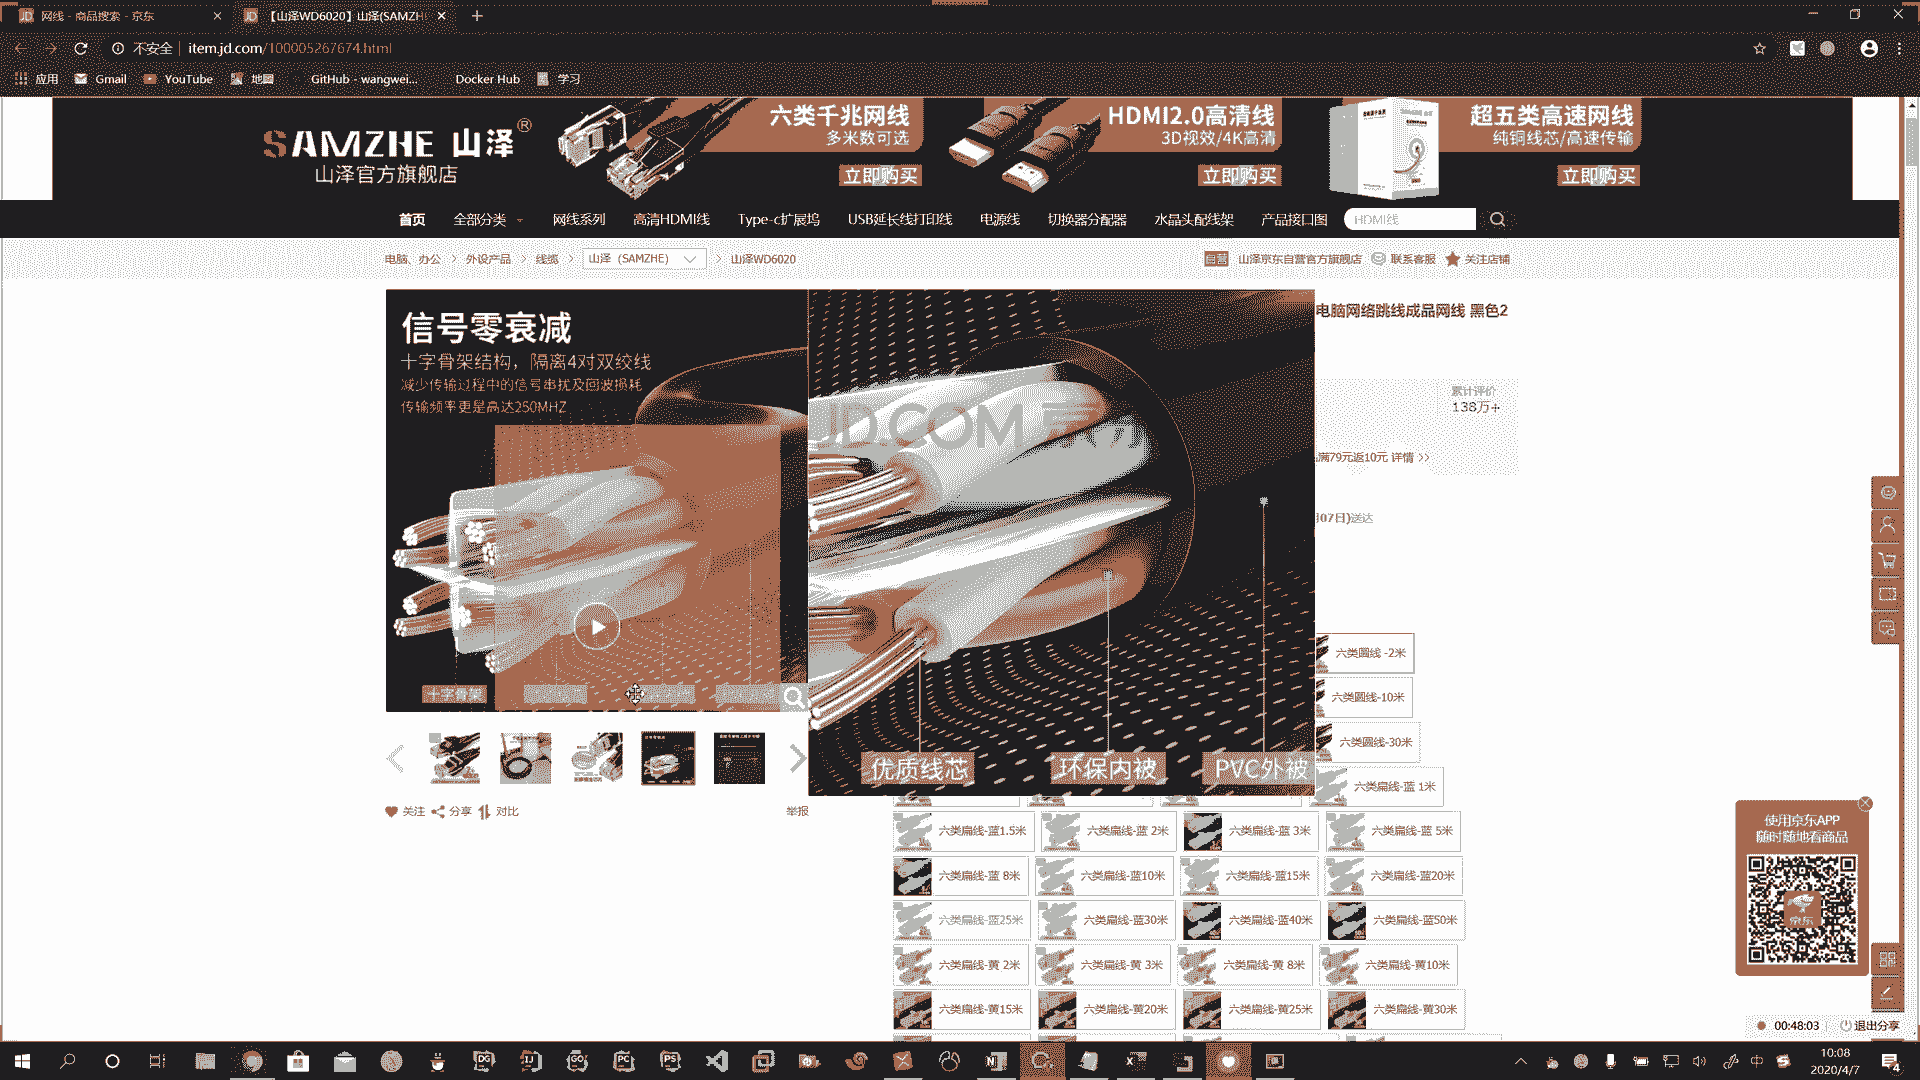 网线 - 商品搜索 - 京东
【山泽WD6020】山泽(SAMZH
不安全
item.jd.com/100005267674.html
应用
Gmail
YouTube
地图
GitHub - wangwei...
Docker Hub
学习
SAMZHE 山泽®
山泽官方旗舰店
六类千兆网线
多米数可选
立即购买
HDMI2.0高清线
3D视效/4K高清
立即购买
超五类高速网线
纯铜线芯/高速传输
立即购买
首页
全部分类
网线系列
高清HDMI线
Type-c扩展坞
USB延长线打印线
电源线
切换器分配器
水晶头配线架
产品接口图
HDMI线
电脑、办公 > 外设产品 > 线缆 > 山泽（SAMZHE） > 山泽WD6020
自营
山泽京东自营官方旗舰店
联系客服
关注店铺
信号零衰减
十字骨架结构，隔离4对双绞线
减少传输过程中的信号串扰及回波损耗
传输频率更是高达250MHZ
十字骨架
JD.COM
优质线芯
环保内被
PVC外被
电脑网络跳线成品网线 黑色2
累计评价
138万+
满79元返10元 详情 >>
月07日)送达
六类圆线 -2米
六类圆线-10米
六类圆线-30米
六类扁线-蓝 1米
六类扁线-蓝1.5米
六类扁线-蓝 2米
六类扁线-蓝 3米
六类扁线-蓝 5米
六类扁线-蓝 8米
六类扁线-蓝10米
六类扁线-蓝15米
六类扁线-蓝20米
六类扁线-蓝25米
六类扁线-蓝30米
六类扁线-蓝40米
六类扁线-蓝50米
六类扁线-黄 2米
六类扁线-黄 3米
六类扁线-黄 8米
六类扁线-黄10米
六类扁线-黄15米
六类扁线-黄20米
六类扁线-黄25米
六类扁线-黄30米
关注
分享
对比
举报
使用京东APP
随时随地看商品
京东
00:48:03
退出分享
中
10:08
2020/4/7
4